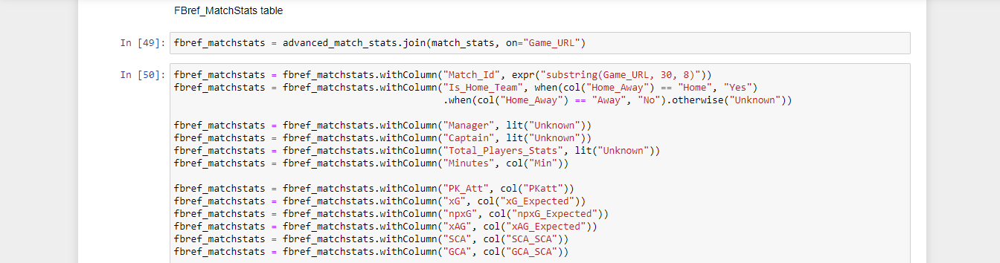 FBref_MatchStats table
In [49]: fbref_matchstats = advanced_match_stats.join(match_stats, on="Game_URL")
In [50]: fbref_matchstats = fbref_matchstats.withColumn("Match_Id", expr("substring(Game_URL, 30, 8)"))
fbref_matchstats = fbref_matchstats.withColumn("Is_Home_Team", when(col("Home_Away") == "Home", "Yes")
.when(col("Home_Away") == "Away", "No").otherwise("Unknown"))
fbref_matchstats = fbref_matchstats.withColumn("Manager", lit("Unknown"))
fbref_matchstats = fbref_matchstats.withColumn("Captain", lit("Unknown"))
fbref_matchstats = fbref_matchstats.withColumn("Total_Players_Stats", lit("Unknown"))
fbref_matchstats = fbref_matchstats.withColumn("Minutes", col("Min"))
fbref_matchstats = fbref_matchstats.withColumn("PK_Att", col("PKatt"))
fbref_matchstats = fbref_matchstats.withColumn("xG", col("xG_Expected"))
fbref_matchstats = fbref_matchstats.withColumn("npxG", col("npxG_Expected"))
fbref_matchstats = fbref_matchstats.withColumn("xAG", col("xAG_Expected"))
fbref_matchstats = fbref_matchstats.withColumn("SCA", col("SCA_SCA"))
fbref_matchstats = fbref_matchstats.withColumn("GCA", col("GCA_SCA"))